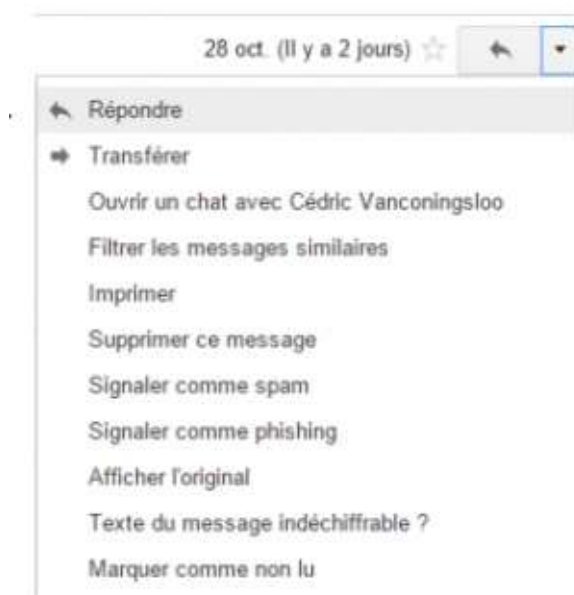 28 oct. (Il y a 2 jours)
Répondre
Transférer
Ouvrir un chat avec Cédric Vanconingsloo
Filtrer les messages similaires
Imprimer
Supprimer ce message
Signaler comme spam
Signaler comme phishing
Afficher l'original
Texte du message indéchiffrable ?
Marquer comme non lu